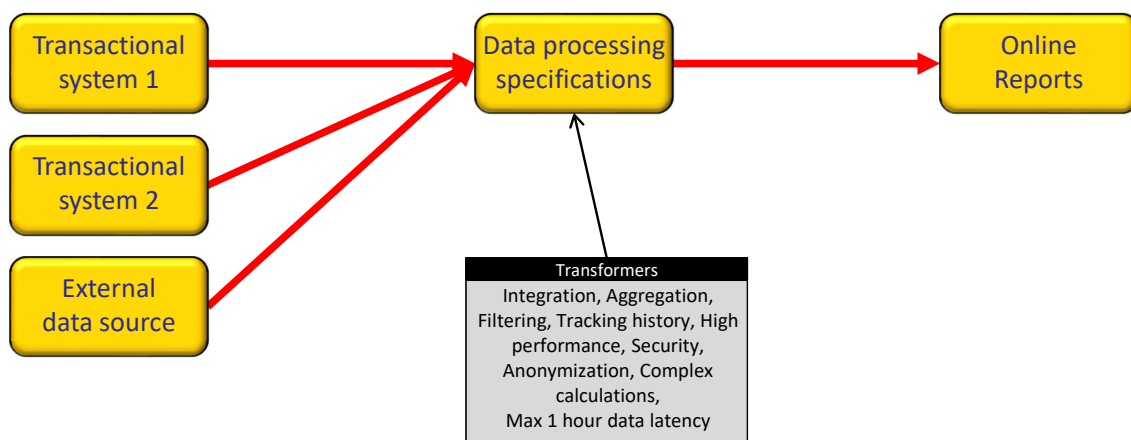 Transactional
system 1
Data processing
specifications
Online
Reports
Transactional
system 2
External
data source
Transformers
Integration, Aggregation,
Filtering, Tracking history, High
performance, Security,
Anonymization, Complex
calculations,
Max 1 hour data latency